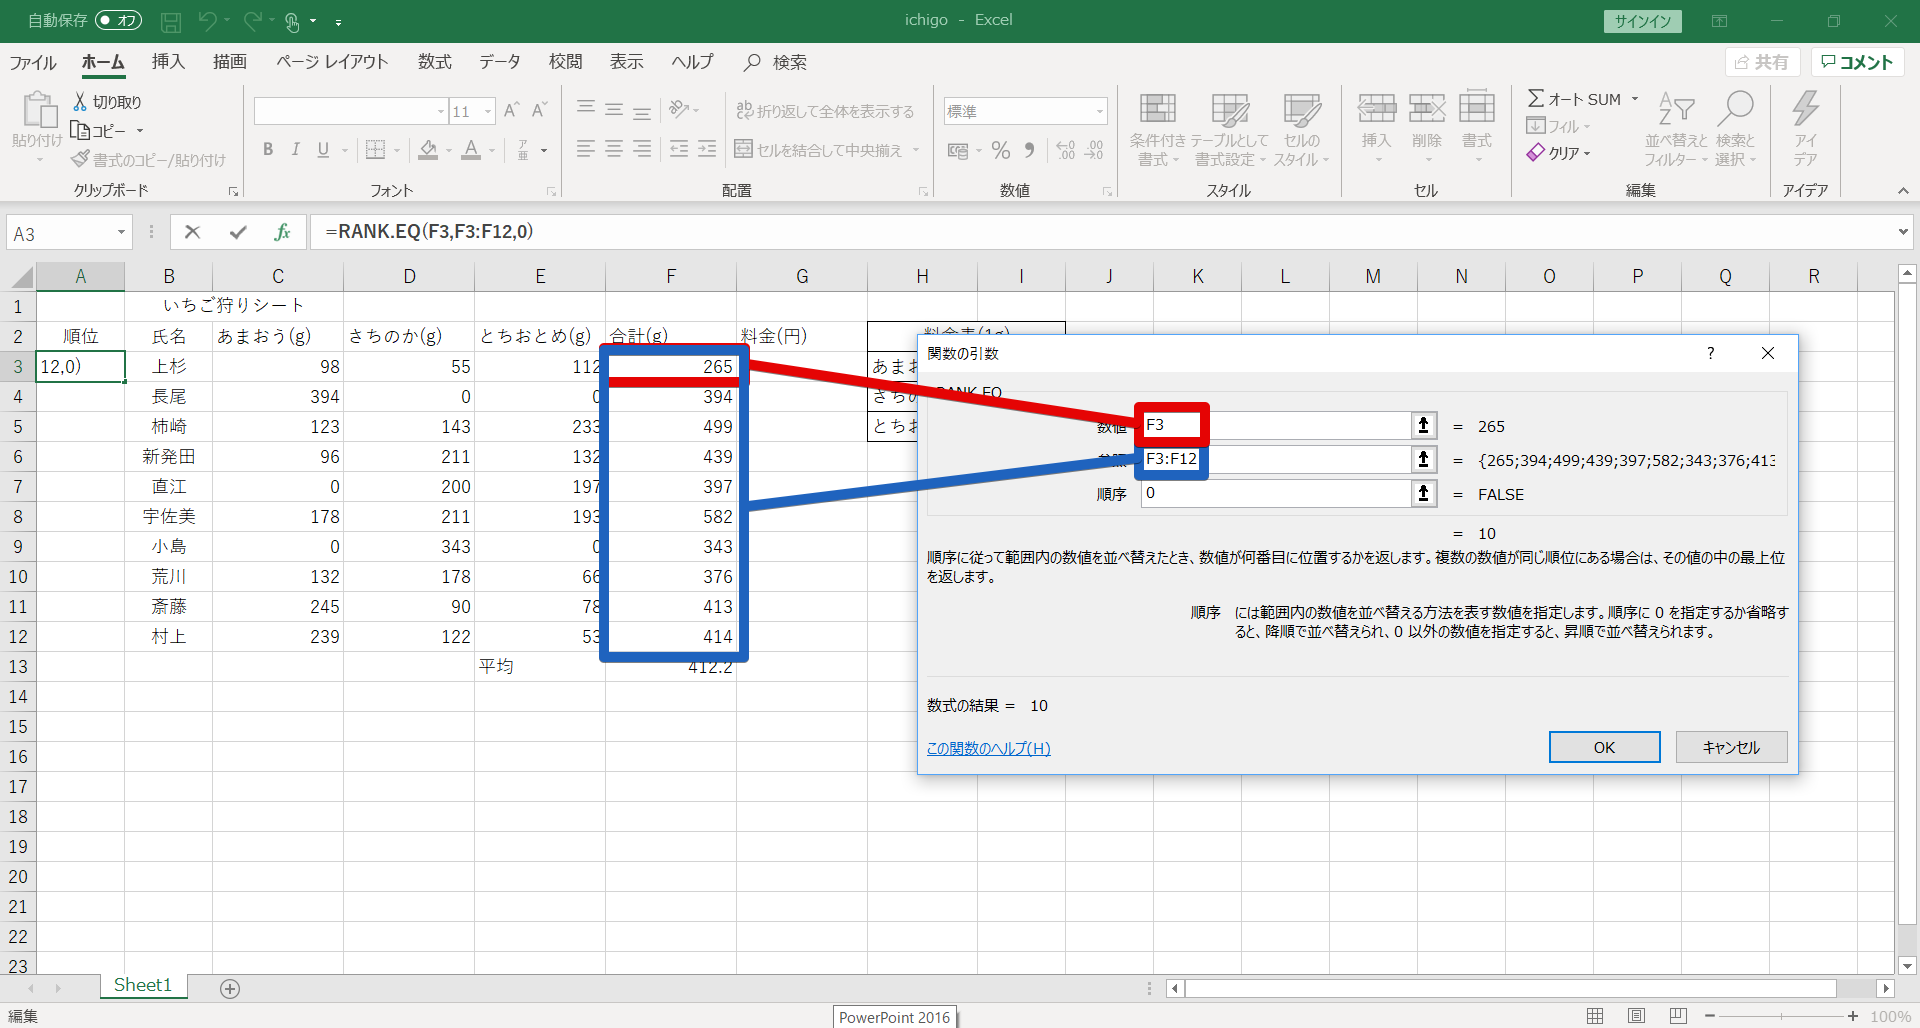 自動保存 オフ
ichigo - Excel
サインイン
ファイル ホーム 挿入 描画 ページ レイアウト 数式 データ 校閲 表示 ヘルプ 検索
共有 コメント
貼り付け
切り取り
コピー
書式のコピー/貼り付け
クリップボード
11
B I U
フォント
折り返して全体を表示する
セルを結合して中央揃え
配置
標準
数値
条件付き書式
テーブルとして書式設定
セルのスタイル
スタイル
挿入 削除 書式
セル
オート SUM
フィル
クリア
並べ替えとフィルター
検索と選択
編集
アイデア
アイデア
A3
fx
=RANK.EQ(F3,F3:F12,0)
A B C D E F G H I J K L M N O P Q R
1 いちご狩りシート
2 順位 氏名 あまおう(g) さちのか(g) とちおとめ(g) 合計(g) 料金(円) 料金表(1g)
3 12,0) 上杉 98 55 112 265 あまお
4 長尾 394 0 0 394 さちの
5 柿崎 123 143 233 499 とちお
6 新発田 96 211 132 439
7 直江 0 200 197 397
8 宇佐美 178 211 193 582
9 小島 0 343 0 343
10 荒川 132 178 66 376
11 斎藤 245 90 78 413
12 村上 239 122 53 414
13 平均 412.2
14
15
16
17
18
19
20
21
22
23
関数の引数 ?
RANK.EQ
数値 F3 = 265
参照 F3:F12 = {265;394;499;439;397;582;343;376;413
順序 0 = FALSE
= 10
順序に従って範囲内の数値を並べ替えたとき、数値が何番目に位置するかを返します。複数の数値が同じ順位にある場合は、その値の中の最上位
を返します。
順序 には範囲内の数値を並べ替える方法を表す数値を指定します。順序に 0 を指定するか省略す
ると、降順で並べ替えられ、0 以外の数値を指定すると、昇順で並べ替えられます。
数式の結果 = 10
この関数のヘルプ(H)
OK キャンセル
Sheet1
編集
PowerPoint 2016
100%